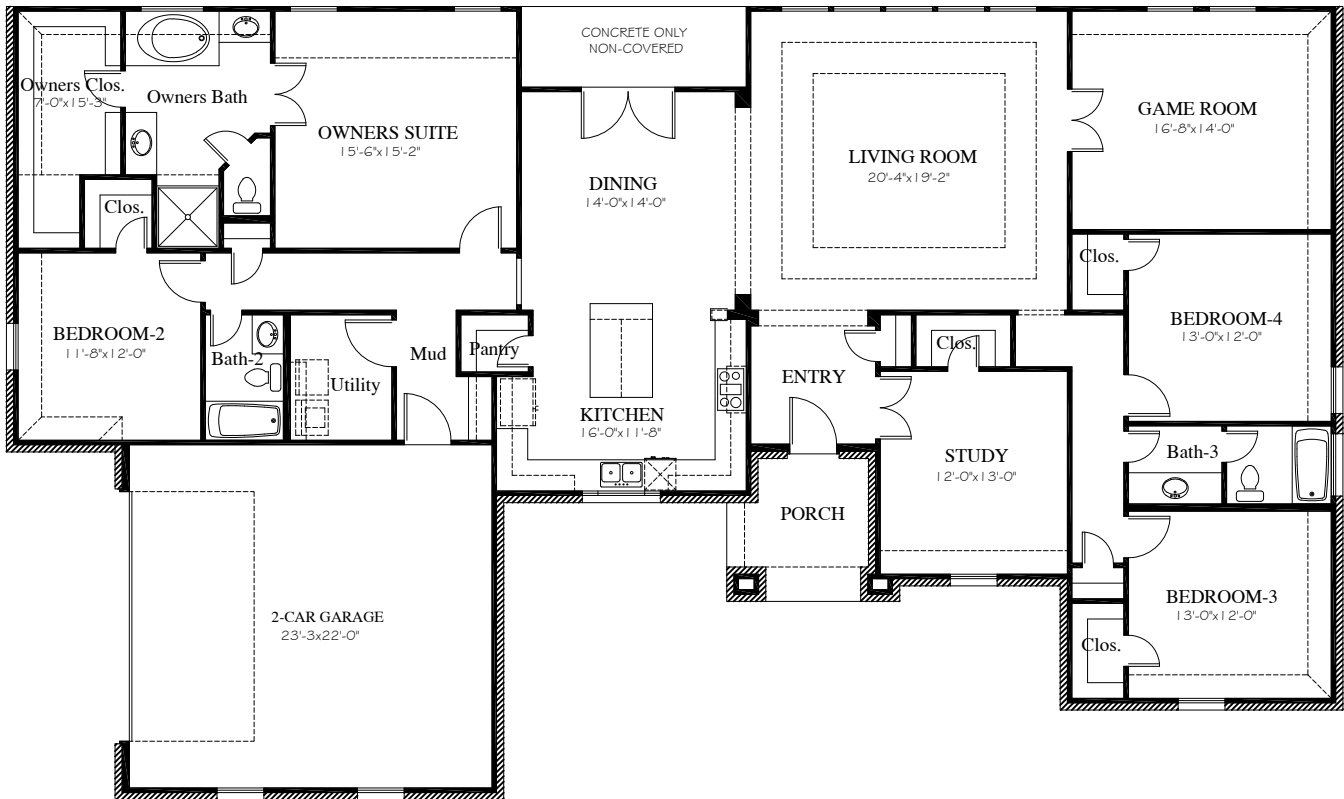 CONCRETE ONLY
NON-COVERED
Owners Clos.
7'-0"x15'-3"
Owners Bath
OWNERS SUITE
15'-6"x15'-2"
DINING
14'-0"x14'-0"
LIVING ROOM
20'-4"x19'-2"
GAME ROOM
16'-8"x14'-0"
Clos.
Clos.
BEDROOM-2
11'-8"x12'-0"
Bath-2
Utility
Mud
Pantry
KITCHEN
16'-0"x11'-8"
ENTRY
Clos.
BEDROOM-4
13'-0"x12'-0"
STUDY
12'-0"x13'-0"
Bath-3
PORCH
2-CAR GARAGE
23'-3x22'-0"
BEDROOM-3
13'-0"x12'-0"
Clos.